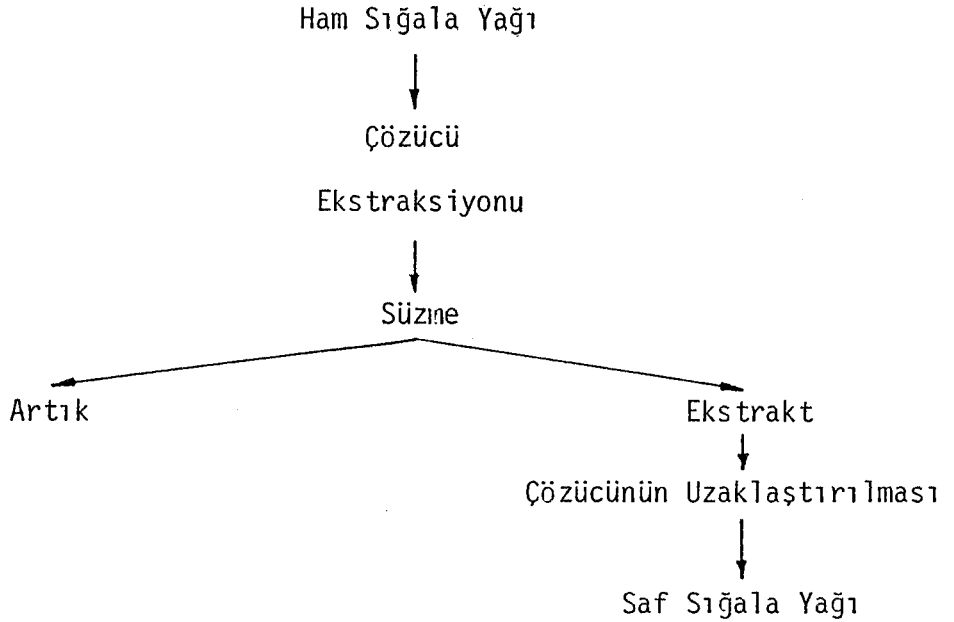 Ham Sığala Yağı
Çözücü
Ekstraksiyonu
Süzme
Artık
Ekstrakt
Çözücünün Uzaklaştırılması
Saf Sığala Yağı